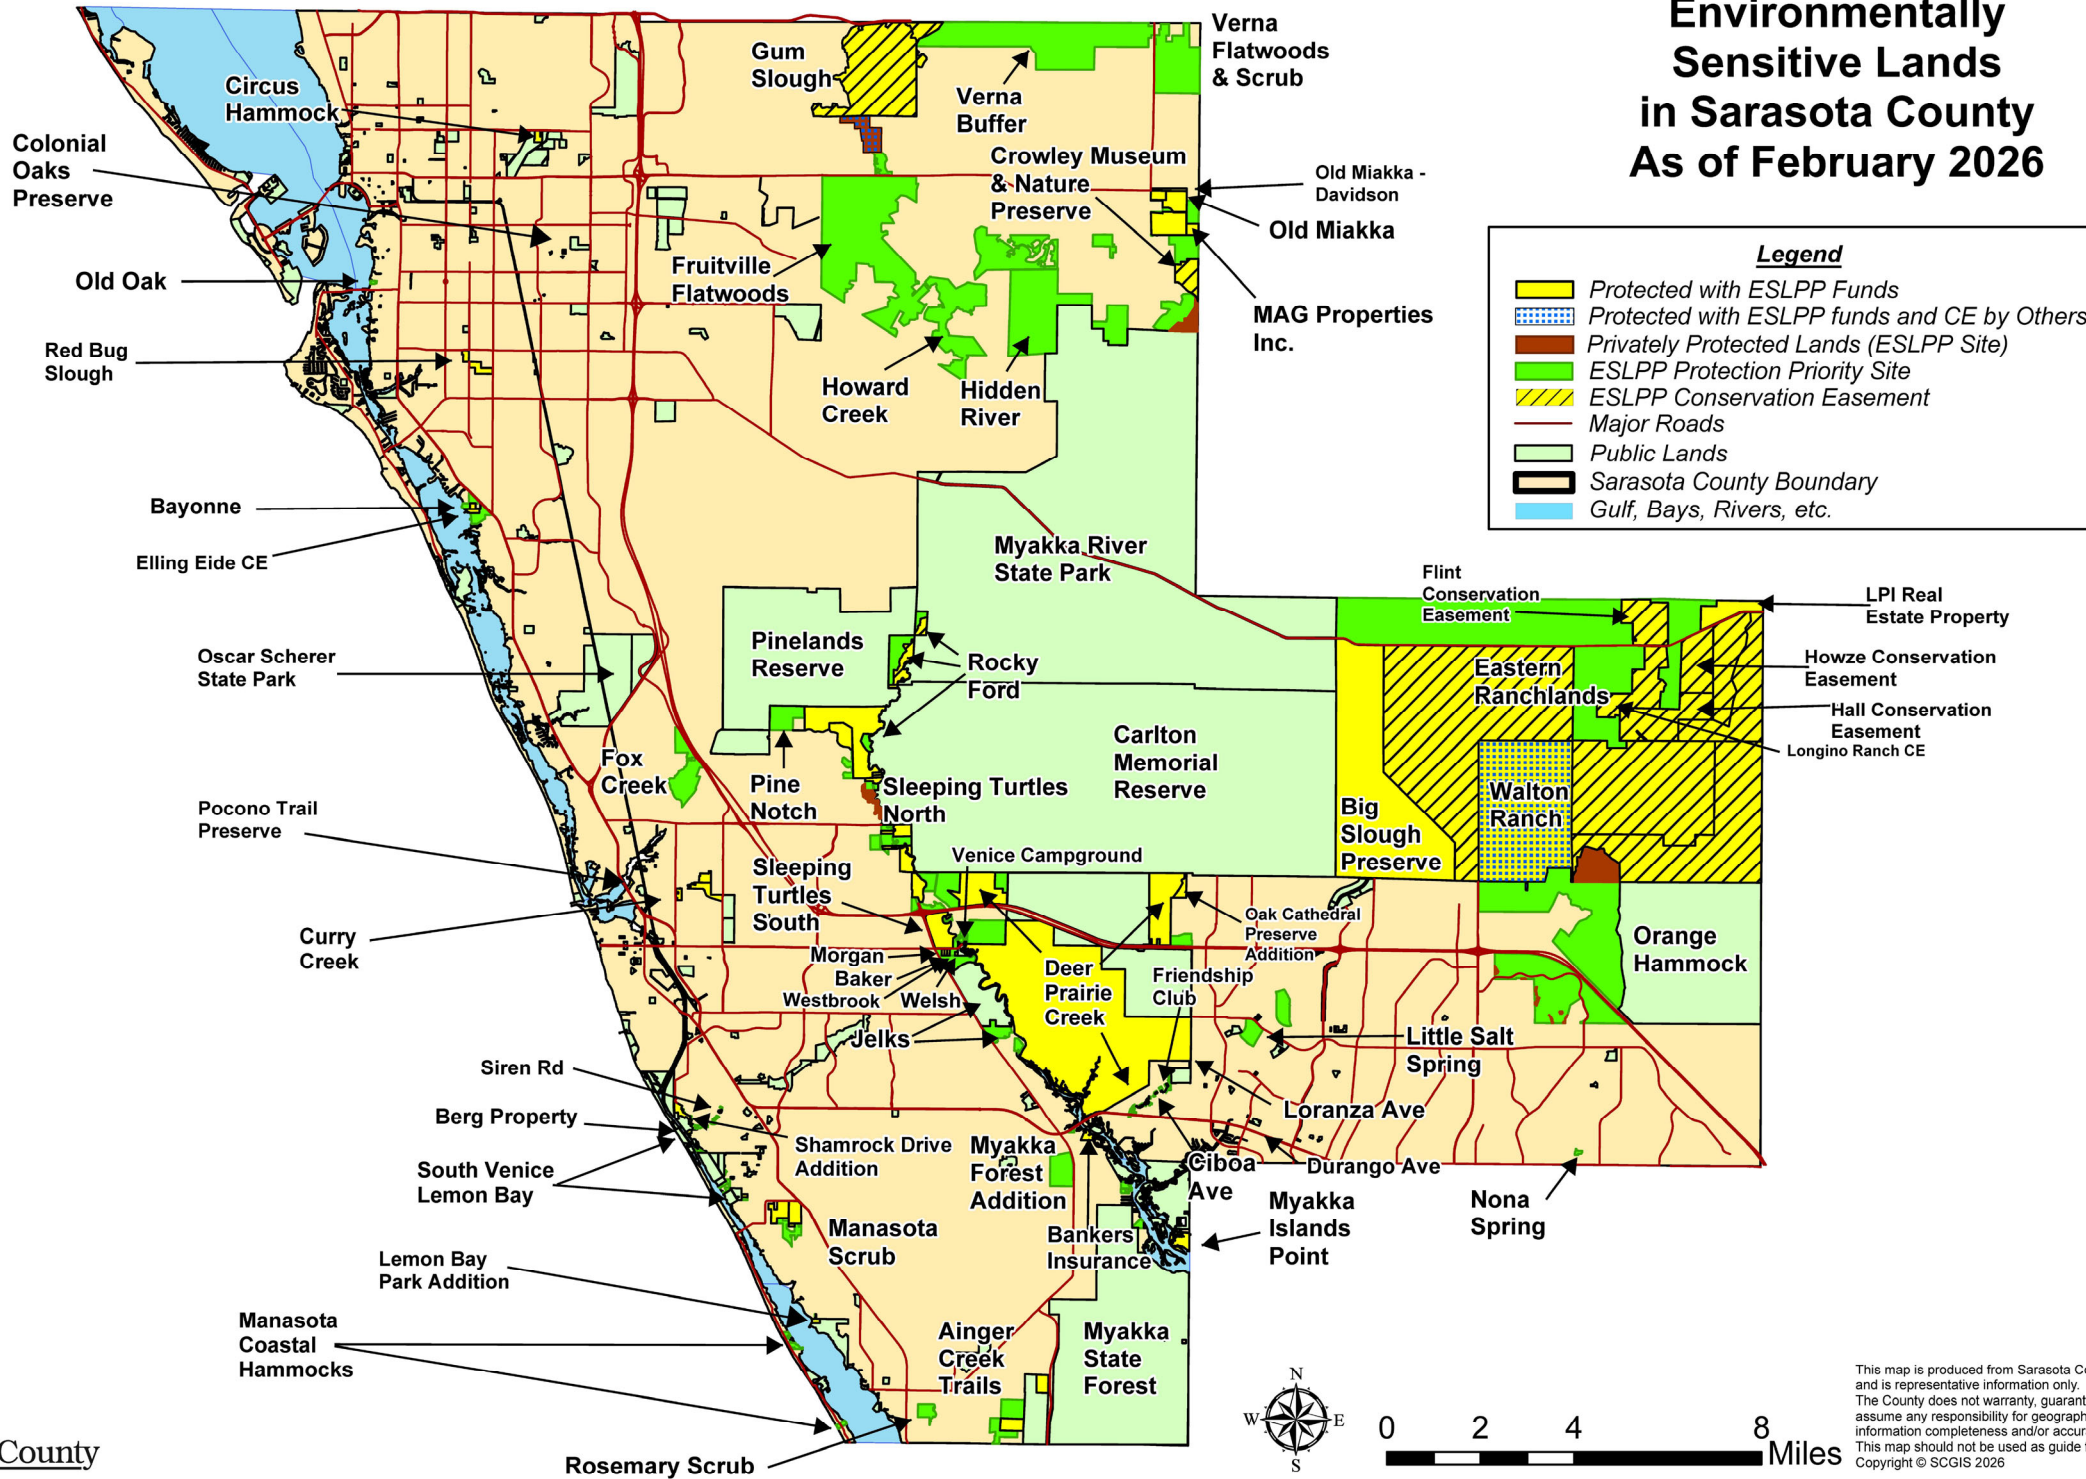 Environmentally
Sensitive Lands
in Sarasota County
As of February 2026
Legend
Protected with ESLPP Funds
Protected with ESLPP funds and CE by Others
Privately Protected Lands (ESLPP Site)
ESLPP Protection Priority Site
ESLPP Conservation Easement
Major Roads
Public Lands
Sarasota County Boundary
Gulf, Bays, Rivers, etc.
Verna
Flatwoods
& Scrub
Gum
Slough
Verna
Buffer
Circus
Hammock
Colonial
Oaks
Preserve
Crowley Museum
& Nature
Preserve
Old Miakka -
Davidson
Old Miakka
MAG Properties
Inc.
Old Oak
Fruitville
Flatwoods
Red Bug
Slough
Howard
Creek
Hidden
River
Bayonne
Elling Eide CE
Myakka River
State Park
Flint
Conservation
Easement
LPI Real
Estate Property
Oscar Scherer
State Park
Pinelands
Reserve
Rocky
Ford
Eastern
Ranchlands
Howze Conservation
Easement
Hall Conservation
Easement
Longino Ranch CE
Fox
Creek
Pine
Notch
Sleeping Turtles
North
Carlton
Memorial
Reserve
Big
Slough
Preserve
Walton
Ranch
Pocono Trail
Preserve
Sleeping
Turtles
South
Venice Campground
Curry
Creek
Morgan
Baker
Westbrook
Welsh
Jelks
Deer
Prairie
Creek
Oak Cathedral
Preserve
Addition
Friendship
Club
Orange
Hammock
Little Salt
Spring
Siren Rd
Berg Property
Shamrock Drive
Addition
South Venice
Lemon Bay
Myakka
Forest
Addition
Loranza Ave
Ciboa
Ave
Durango Ave
Myakka
Islands
Point
Nona
Spring
Manasota
Scrub
Bankers
Insurance
Lemon Bay
Park Addition
Manasota
Coastal
Hammocks
Ainger
Creek
Trails
Myakka
State
Forest
Rosemary Scrub
County
N
W
E
S
0 2 4 8
Miles
This map is produced from Sarasota
and is representative information only.
The County does not warranty,
assume any responsibility for
information completeness and/or
This map should not be used as guide
Copyright © SCGIS 2026